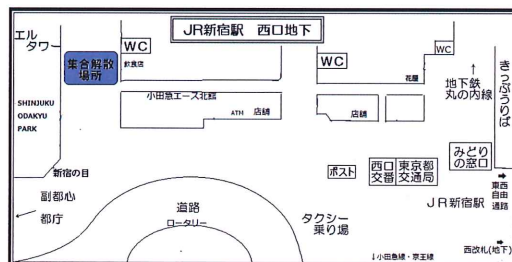 JR新宿駅 西口地下
エル
タワー
集合解散
場所
WC
飲食店
WC
花屋
WC
地下鉄
丸の内線
きっぷうりば
小田急エース北館
ATM 店舗
店舗
SHINJUKU
ODAKYU
PARK
新宿の目
副都心
都庁
道路
ロータリー
タクシー
乗り場
ポスト
西口
交番
東京都
交通局
みどり
の窓口
JR新宿駅
東西
自由
通路
西改札(地下)
↓小田急線・京王線